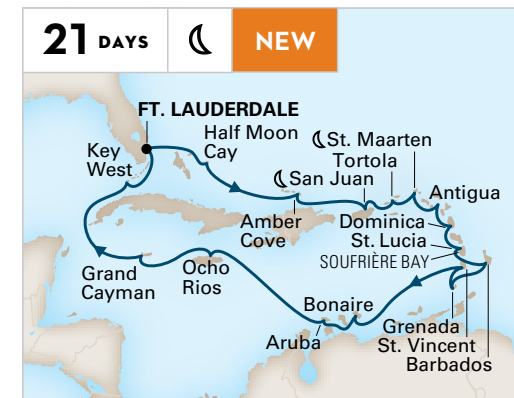 21 DAYS
NEW
FT. LAUDERDALE
Half Moon
Cay
Key
West
St. Maarten
Tortola
San Juan
Antigua
Amber
Cove
Dominica
St. Lucia
SOUFRIÈRE BAY
Grand
Cayman
Ocho
Rios
Bonaire
Aruba
Grenada
St. Vincent
Barbados